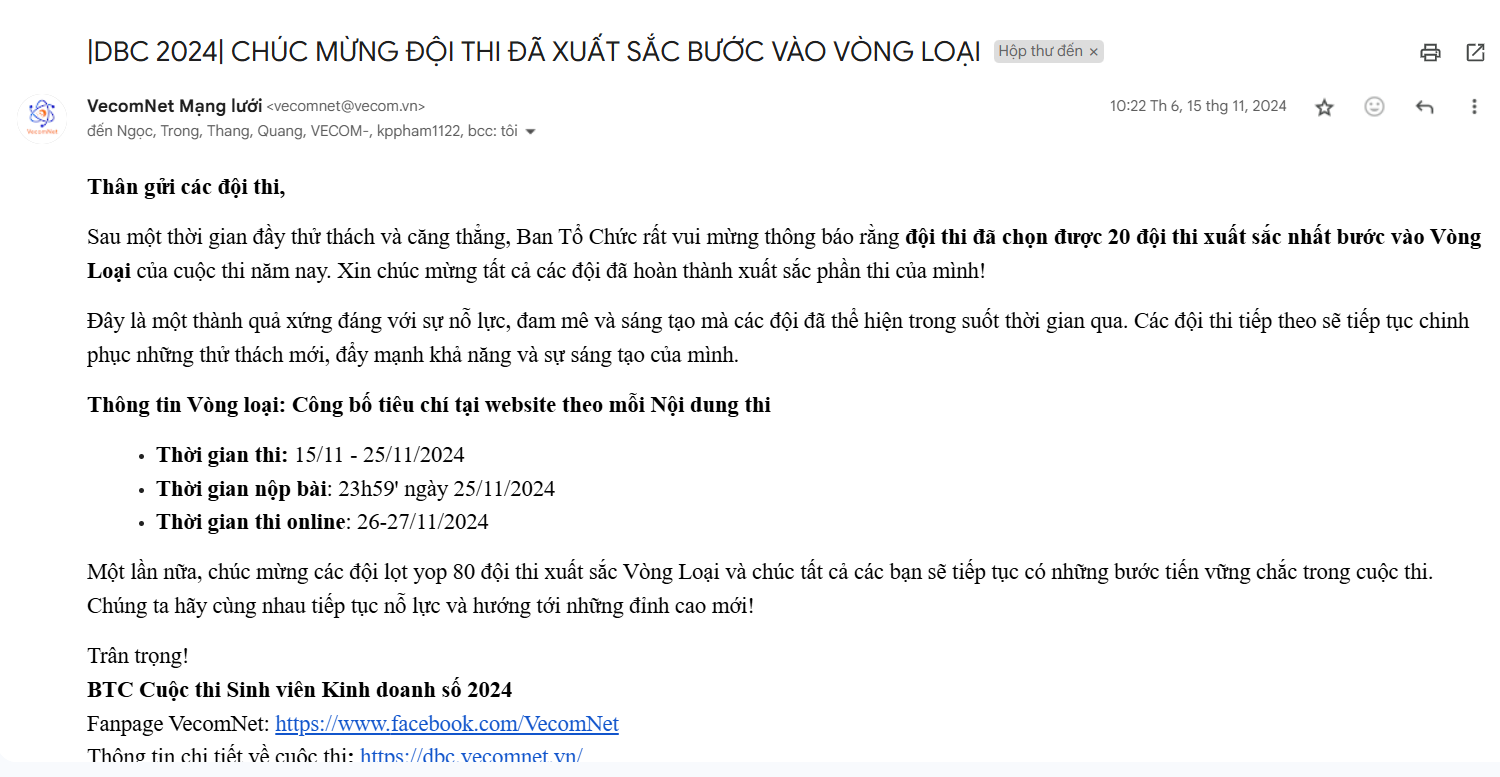 |DBC 2024| CHÚC MỪNG ĐỘI THI ĐÃ XUẤT SẮC BƯỚC VÀO VÒNG LOẠI Hộp thư đến ×
VecomNet Mạng lưới <vecomnet@vecom.vn> 10:22 Th 6, 15 thg 11, 2024
VecomNet
đến Ngọc, Trong, Thang, Quang, VECOM-, kppham1122, bcc: tôi
Thân gửi các đội thi,
Sau một thời gian đầy thử thách và căng thẳng, Ban Tổ Chức rất vui mừng thông báo rằng đội thi đã chọn được 20 đội thi xuất sắc nhất bước vào Vòng
Loại của cuộc thi năm nay. Xin chúc mừng tất cả các đội đã hoàn thành xuất sắc phần thi của mình!
Đây là một thành quả xứng đáng với sự nỗ lực, đam mê và sáng tạo mà các đội đã thể hiện trong suốt thời gian qua. Các đội thi tiếp theo sẽ tiếp tục chinh
phục những thử thách mới, đẩy mạnh khả năng và sự sáng tạo của mình.
Thông tin Vòng loại: Công bố tiêu chí tại website theo mỗi Nội dung thi
• Thời gian thi: 15/11 - 25/11/2024
• Thời gian nộp bài: 23h59' ngày 25/11/2024
• Thời gian thi online: 26-27/11/2024
Một lần nữa, chúc mừng các đội lọt yop 80 đội thi xuất sắc Vòng Loại và chúc tất cả các bạn sẽ tiếp tục có những bước tiến vững chắc trong cuộc thi.
Chúng ta hãy cùng nhau tiếp tục nỗ lực và hướng tới những đỉnh cao mới!
Trân trọng!
BTC Cuộc thi Sinh viên Kinh doanh số 2024
Fanpage VecomNet: https://www.facebook.com/VecomNet
Thông tin chi tiết về cuộc thi: https://dbc.vecomnet.vn/